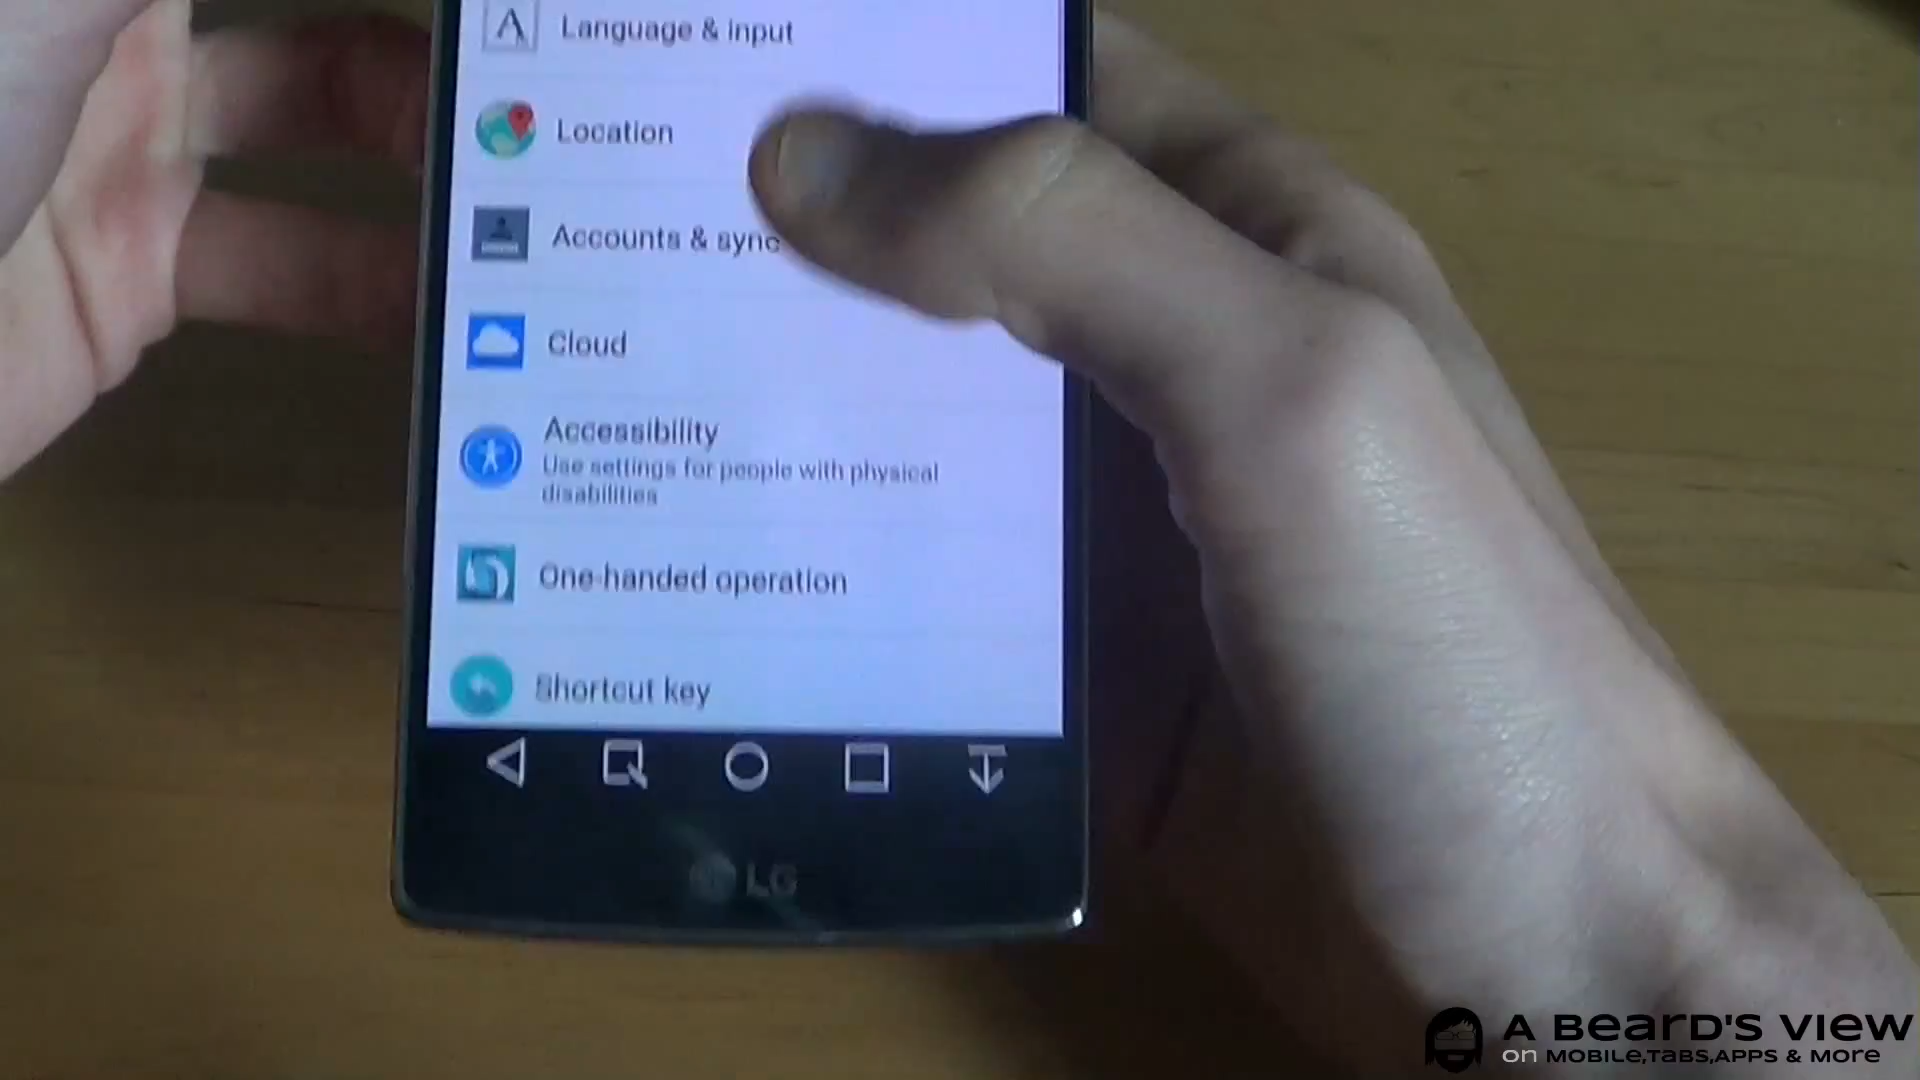 A
Language & input
Location
Accounts & sync
Cloud
Accessibility
Use settings for people with physical
disabilities
One-handed operation
Shortcut key
LG
A BEARD'S VIEW
on MOBILE,TABS,APPS & MORE